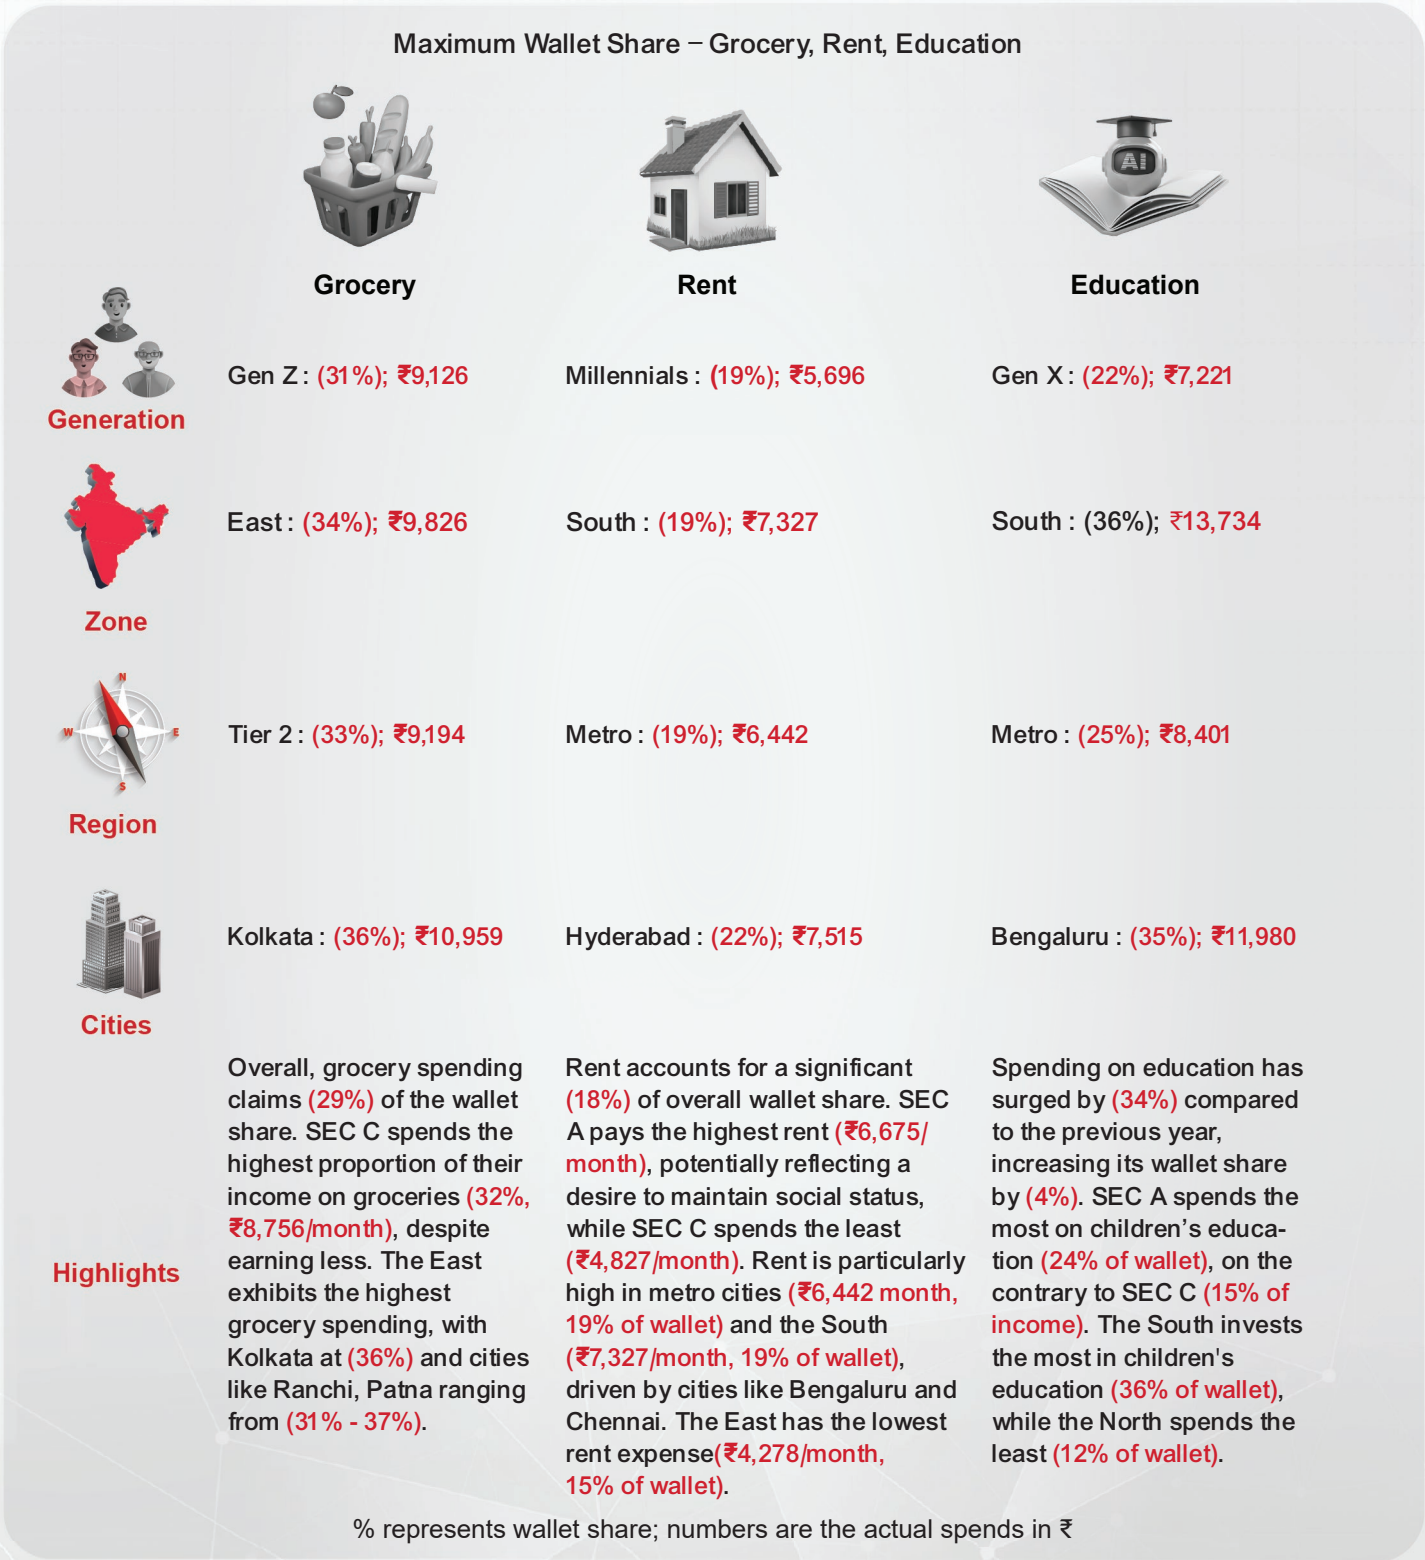 Maximum Wallet Share – Grocery, Rent, Education
AI
Grocery
Rent
Education
Generation
Gen Z : (31%); ₹9,126
Millennials : (19%); ₹5,696
Gen X : (22%); ₹7,221
Zone
East : (34%); ₹9,826
South : (19%); ₹7,327
South : (36%); ₹13,734
N
W
E
S
Region
Tier 2 : (33%); ₹9,194
Metro : (19%); ₹6,442
Metro : (25%); ₹8,401
Cities
Kolkata : (36%); ₹10,959
Hyderabad : (22%); ₹7,515
Bengaluru : (35%); ₹11,980
Highlights
Overall, grocery spending
claims (29%) of the wallet
share. SEC C spends the
highest proportion of their
income on groceries (32%,
₹8,756/month), despite
earning less. The East
exhibits the highest
grocery spending, with
Kolkata at (36%) and cities
like Ranchi, Patna ranging
from (31% - 37%).
Rent accounts for a significant
(18%) of overall wallet share. SEC
A pays the highest rent (₹6,675/
month), potentially reflecting a
desire to maintain social status,
while SEC C spends the least
(₹4,827/month). Rent is particularly
high in metro cities (₹6,442 month,
19% of wallet) and the South
(₹7,327/month, 19% of wallet),
driven by cities like Bengaluru and
Chennai. The East has the lowest
rent expense(₹4,278/month,
15% of wallet).
Spending on education has
surged by (34%) compared
to the previous year,
increasing its wallet share
by (4%). SEC A spends the
most on children's educa-
tion (24% of wallet), on the
contrary to SEC C (15% of
income). The South invests
the most in children's
education (36% of wallet),
while the North spends the
least (12% of wallet).
% represents wallet share; numbers are the actual spends in ₹